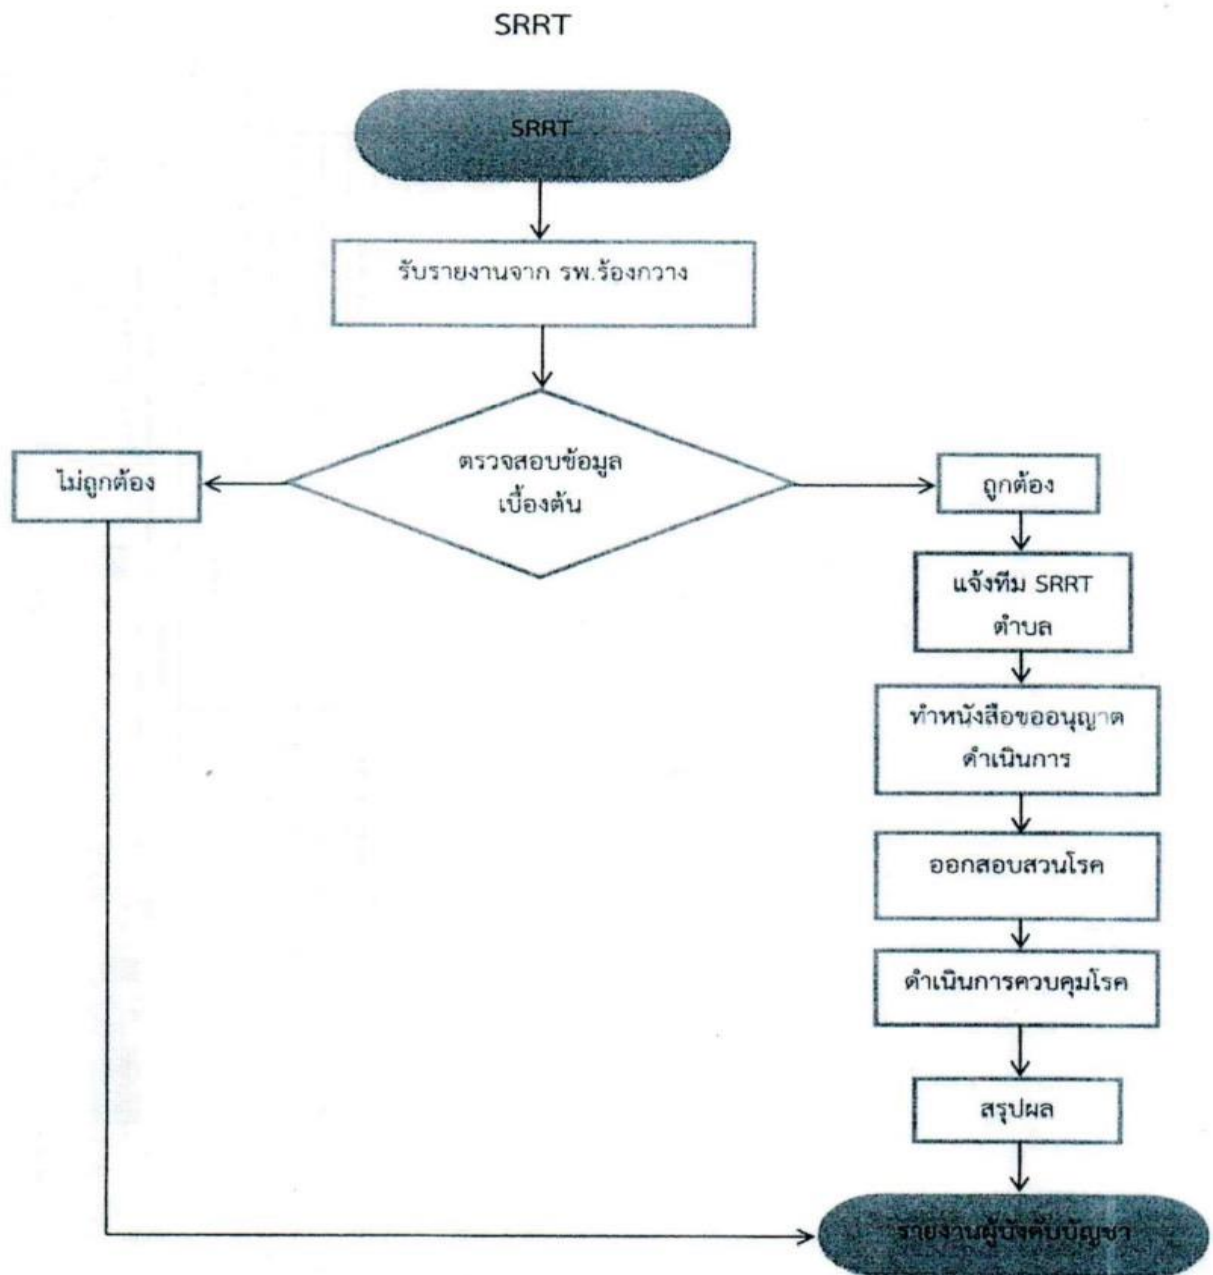 SRRT
SRRT
รับรายงานจาก รพ.ร้องกวาง
ตรวจสอบข้อมูล
เบื้องต้น
ไม่ถูกต้อง
ถูกต้อง
แจ้งทีม SRRT
ตำบล
ทำหนังสือขออนุญาต
ดำเนินการ
ออกสอบสวนโรค
ดำเนินการควบคุมโรค
สรุปผล
รายงานผู้บังคับบัญชา